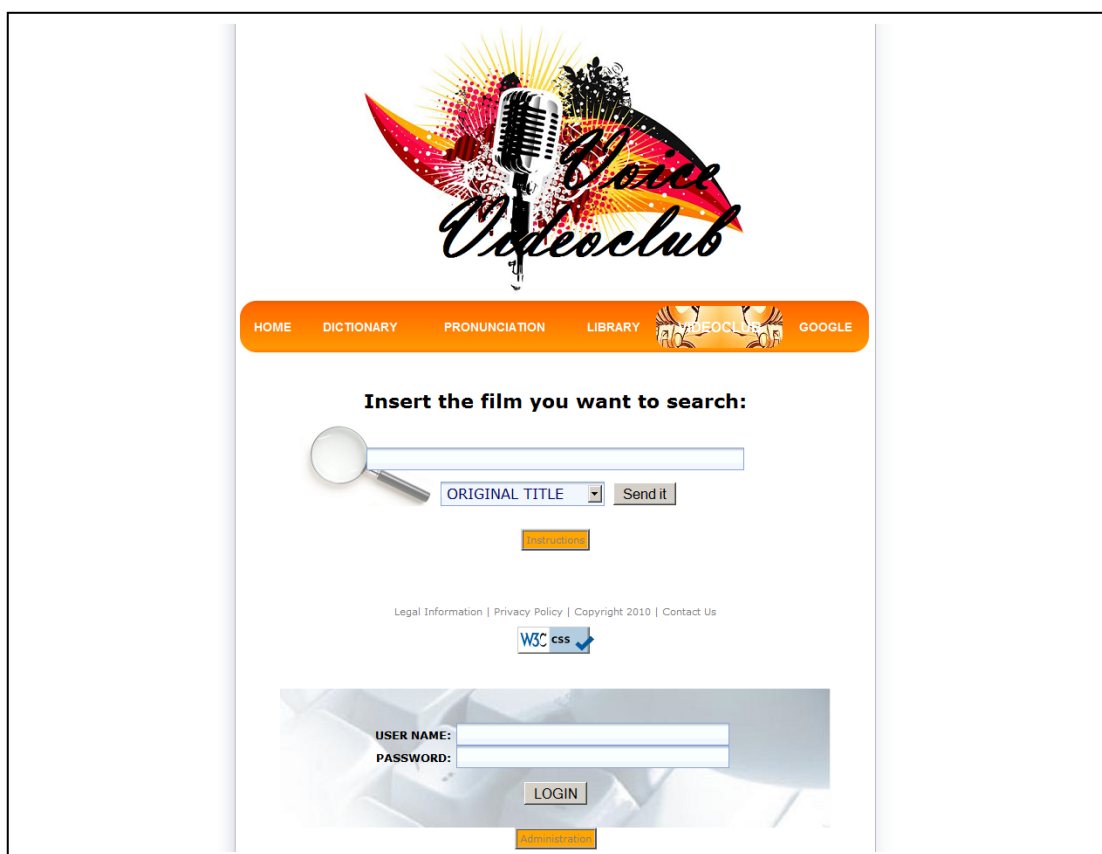 Voice
Videoclub
HOME DICTIONARY PRONUNCIATION LIBRARY VIDEOCLUB GOOGLE
Insert the film you want to search:
ORIGINAL TITLE Send it
Instructions
Legal Information | Privacy Policy | Copyright 2010 | Contact Us
W3C css
USER NAME:
PASSWORD:
LOGIN
Administration